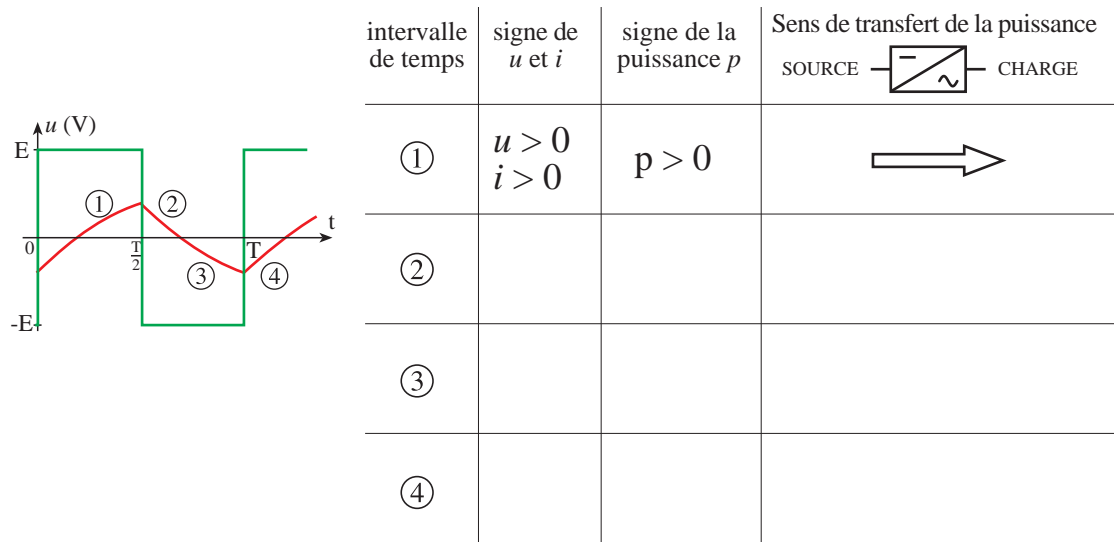 u (V)
E
①
②
t
0
T
2
T
③
④
-E
intervalle
de temps
signe de
u et i
signe de la
puissance p
Sens de transfert de la puissance
SOURCE
CHARGE
①
u > 0
i > 0
p > 0
②
③
④